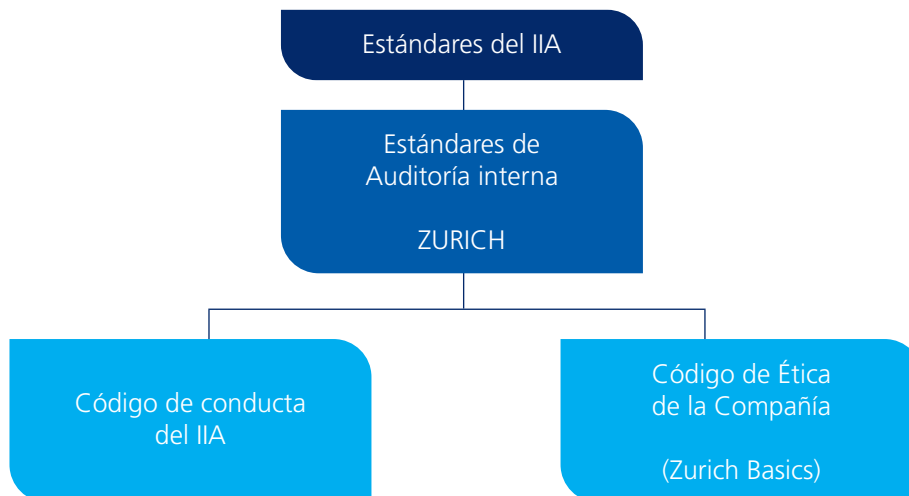 Estándares del IIA
Estándares de
Auditoría interna
ZURICH
Código de conducta
del IIA
Código de Ética
de la Compañía
(Zurich Basics)